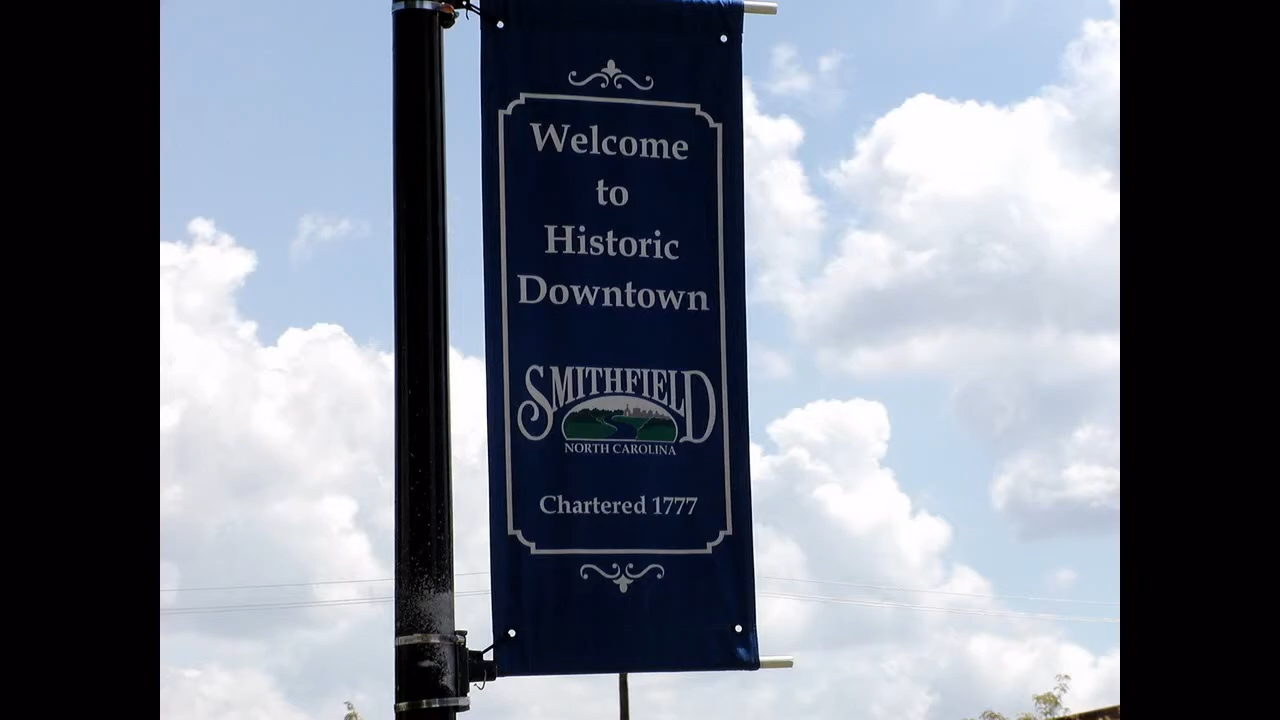 Welcome
to
Historic
Downtown
SMITHFIELD
NORTH CAROLINA
Chartered 1777